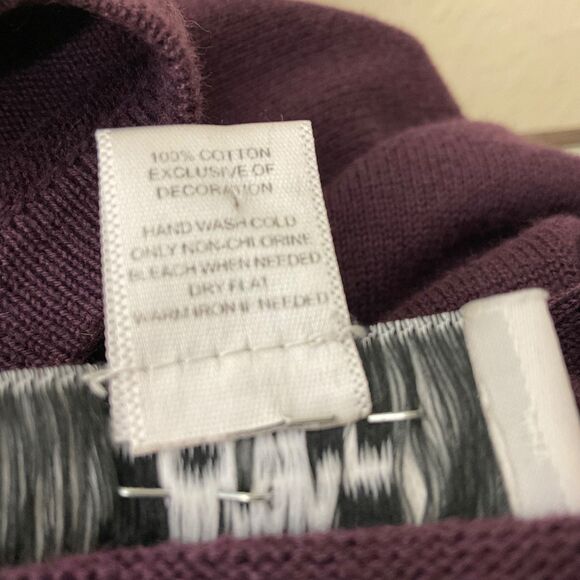 100% COTTON
EXCLUSIVE OF
DECORATION
HAND WASH COLD
ONLY NON-CHLORINE
BLEACH WHEN NEEDED
DRY FLAT
WARM IRON IF NEEDED